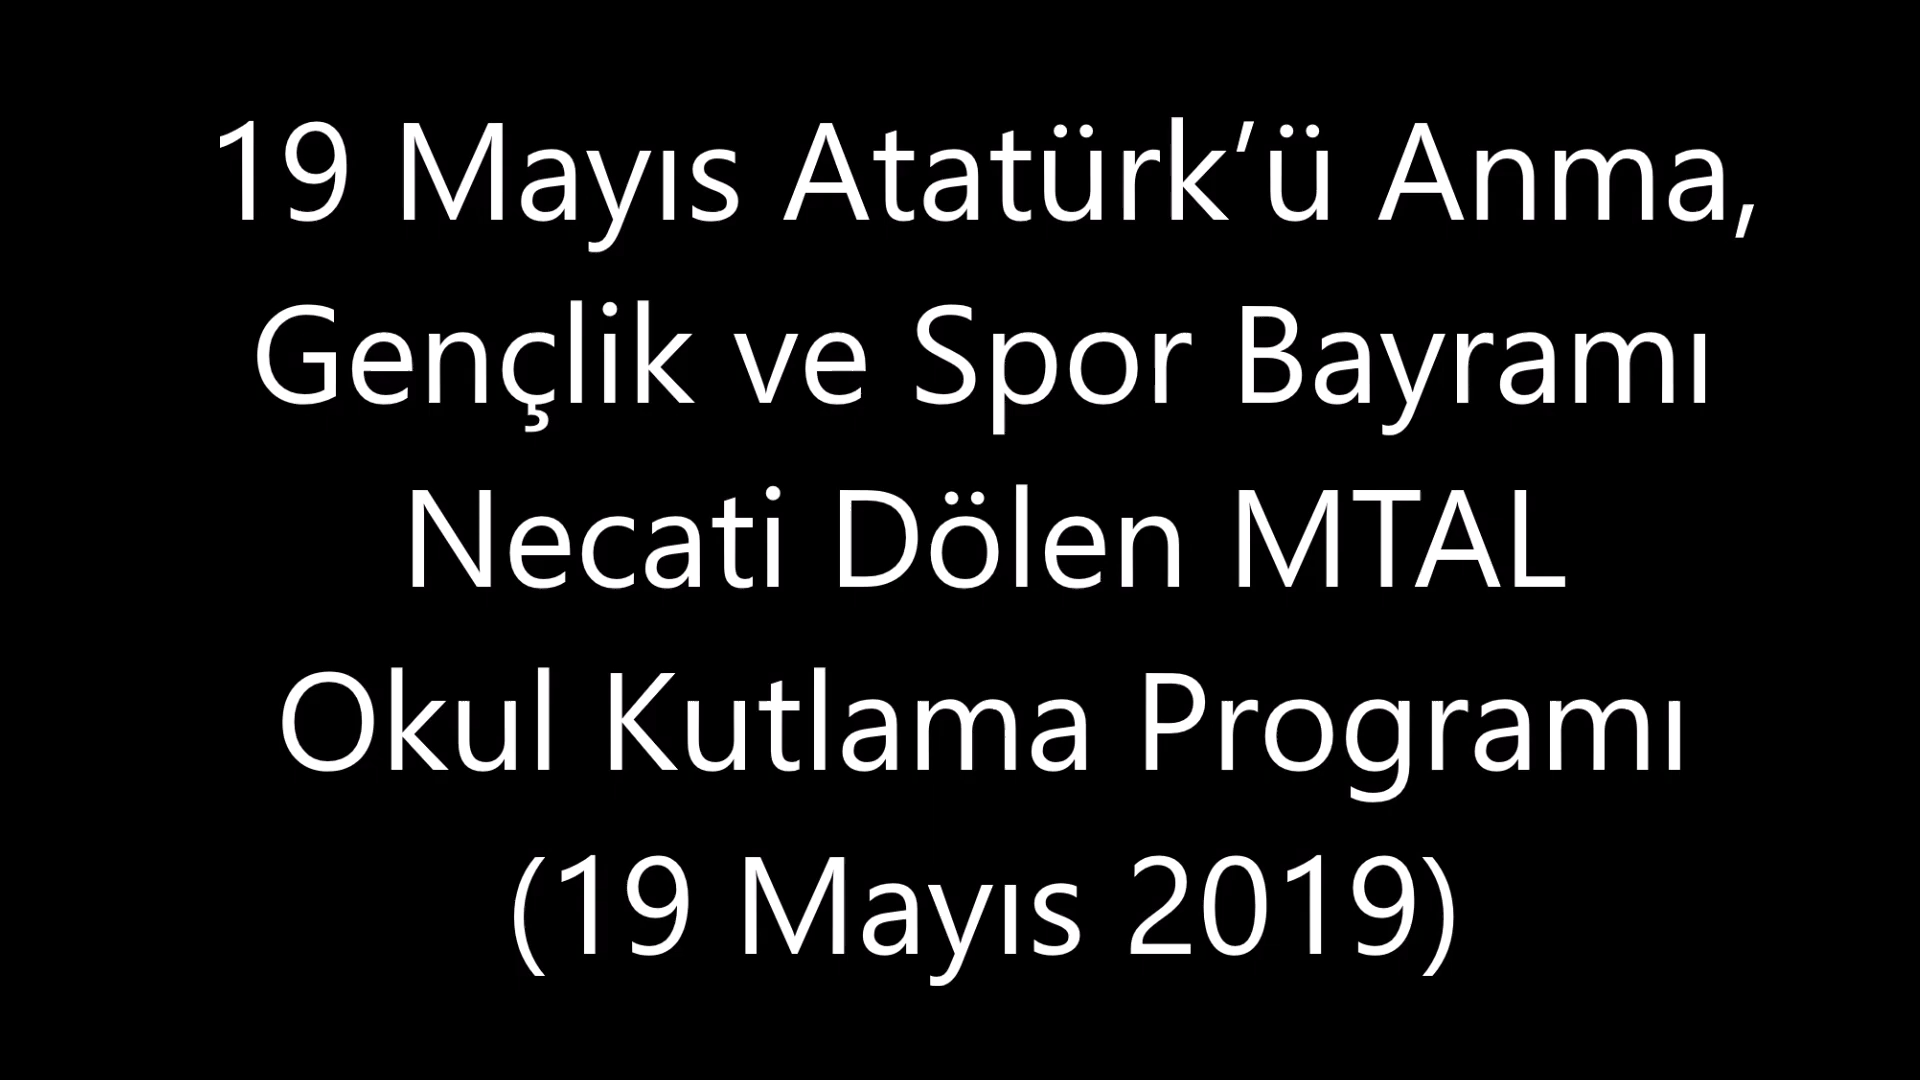 19 Mayıs Atatürk’ü Anma,
Gençlik ve Spor Bayramı
Necati Dölen MTAL
Okul Kutlama Programı
(19 Mayıs 2019)